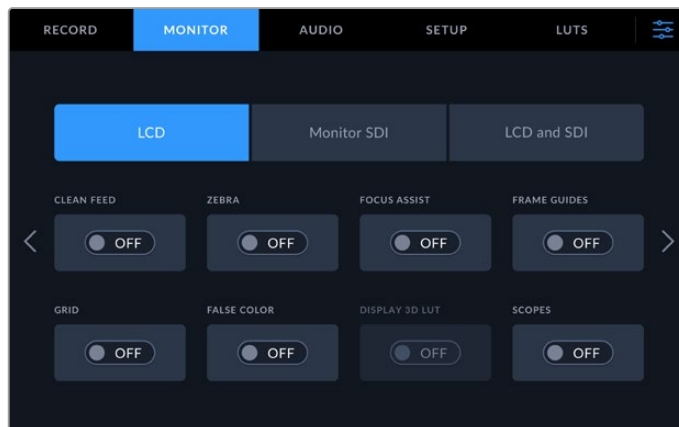 RECORD MONITOR AUDIO SETUP LUTS
LCD Monitor SDI LCD and SDI
CLEAN FEED ZEBRA FOCUS ASSIST FRAME GUIDES
OFF OFF OFF OFF
GRID FALSE COLOR DISPLAY 3D LUT SCOPES
OFF OFF OFF OFF